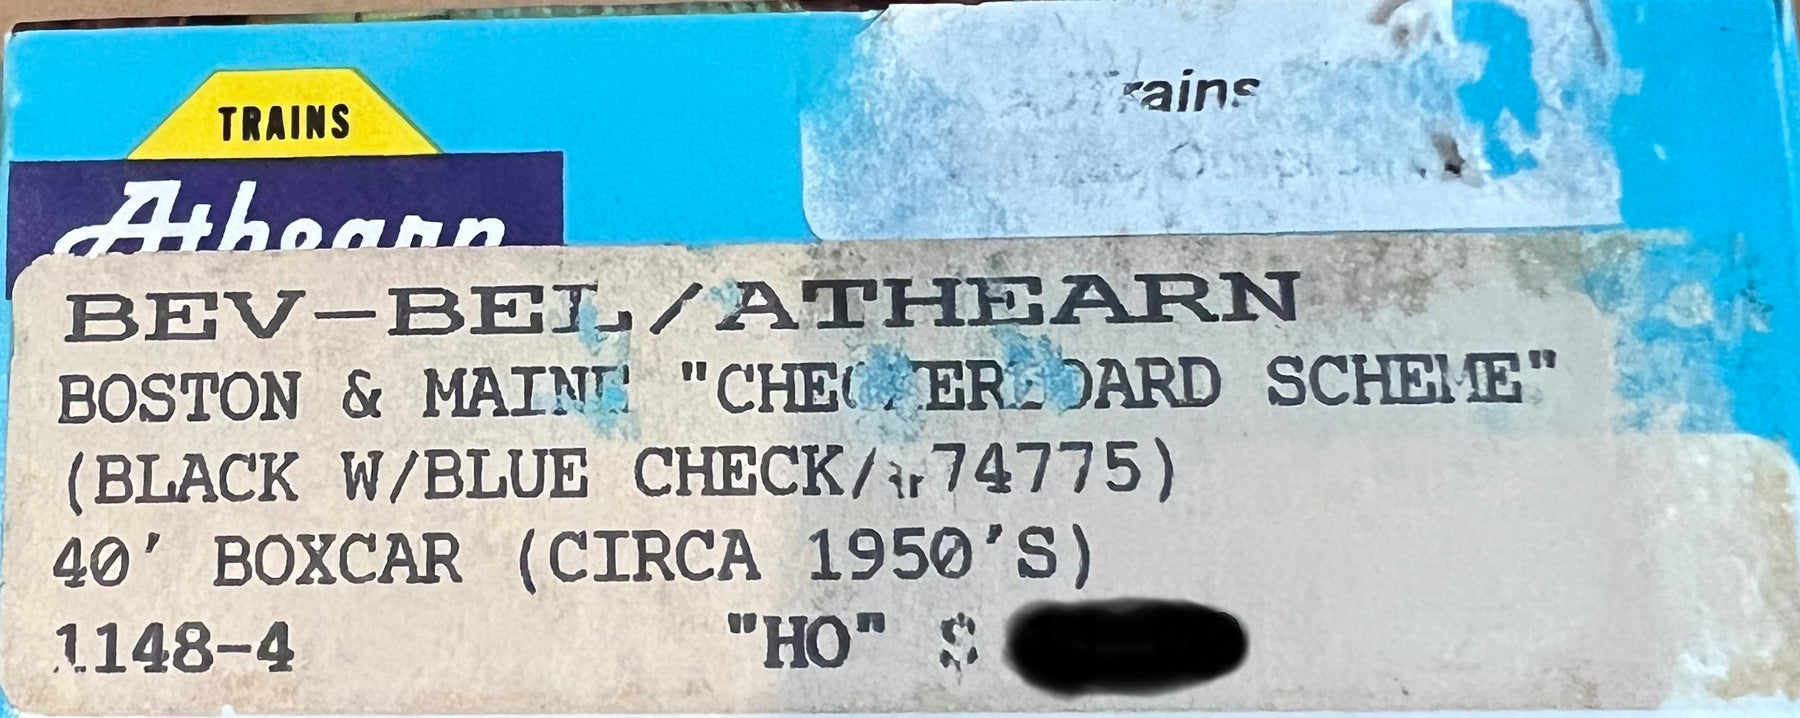 TRAINS
Athearn
rains
BEV-BEL/ATHEARN
BOSTON & MAINE "CHECKERBOARD SCHEME"
(BLACK W/BLUE CHECK/#74775)
40' BOXCAR (CIRCA 1950'S)
1148-4 "HO" $